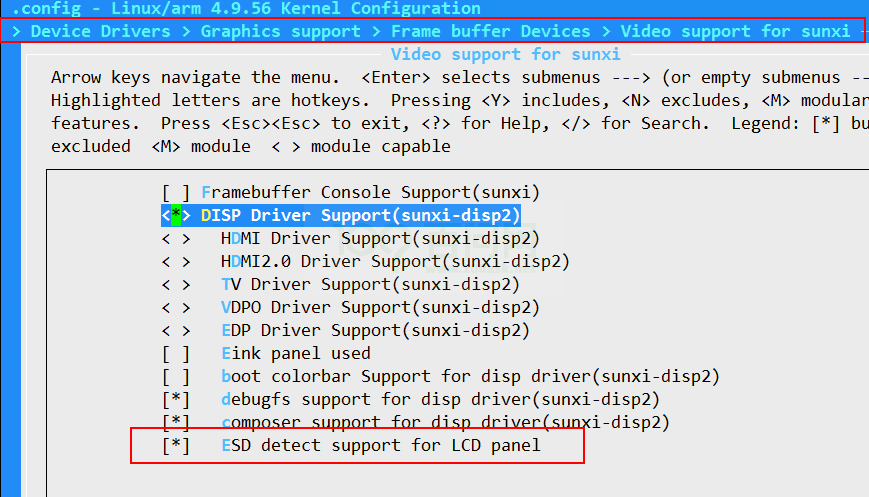 .config - Linux/arm 4.9.56 Kernel Configuration
> Device Drivers > Graphics support > Frame buffer Devices > Video support for sunxi
Video support for sunxi
Arrow keys navigate the menu.  <Enter> selects submenus ---> (or empty submenus --
Highlighted letters are hotkeys.  Pressing <Y> includes, <N> excludes, <M> modular
features.  Press <Esc><Esc> to exit, <?> for Help, </> for Search.  Legend: [*] bu
excluded  <M> module  < > module capable
[ ] Framebuffer Console Support(sunxi)
<*> DISP Driver Support(sunxi-disp2)
< >   HDMI Driver Support(sunxi-disp2)
< >   HDMI2.0 Driver Support(sunxi-disp2)
< >   TV Driver Support(sunxi-disp2)
< >   VDPO Driver Support(sunxi-disp2)
< >   EDP Driver Support(sunxi-disp2)
[ ]   Eink panel used
[ ]   boot colorbar Support for disp driver(sunxi-disp2)
[*]   debugfs support for disp driver(sunxi-disp2)
[*]   composer support for disp driver(sunxi-disp2)
[*]   ESD detect support for LCD panel